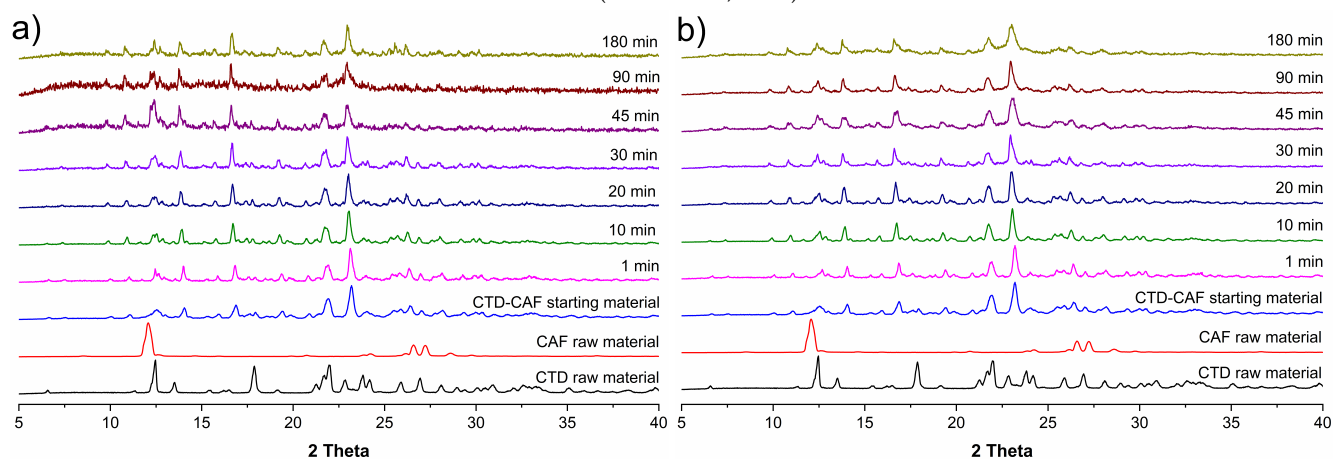 a)
180 min
90 min
45 min
30 min
20 min
10 min
1 min
CTD-CAF starting material
CAF raw material
CTD raw material
5 10 15 20 25 30 35 40
2 Theta
b)
180 min
90 min
45 min
30 min
20 min
10 min
1 min
CTD-CAF starting material
CAF raw material
CTD raw material
5 10 15 20 25 30 35 40
2 Theta